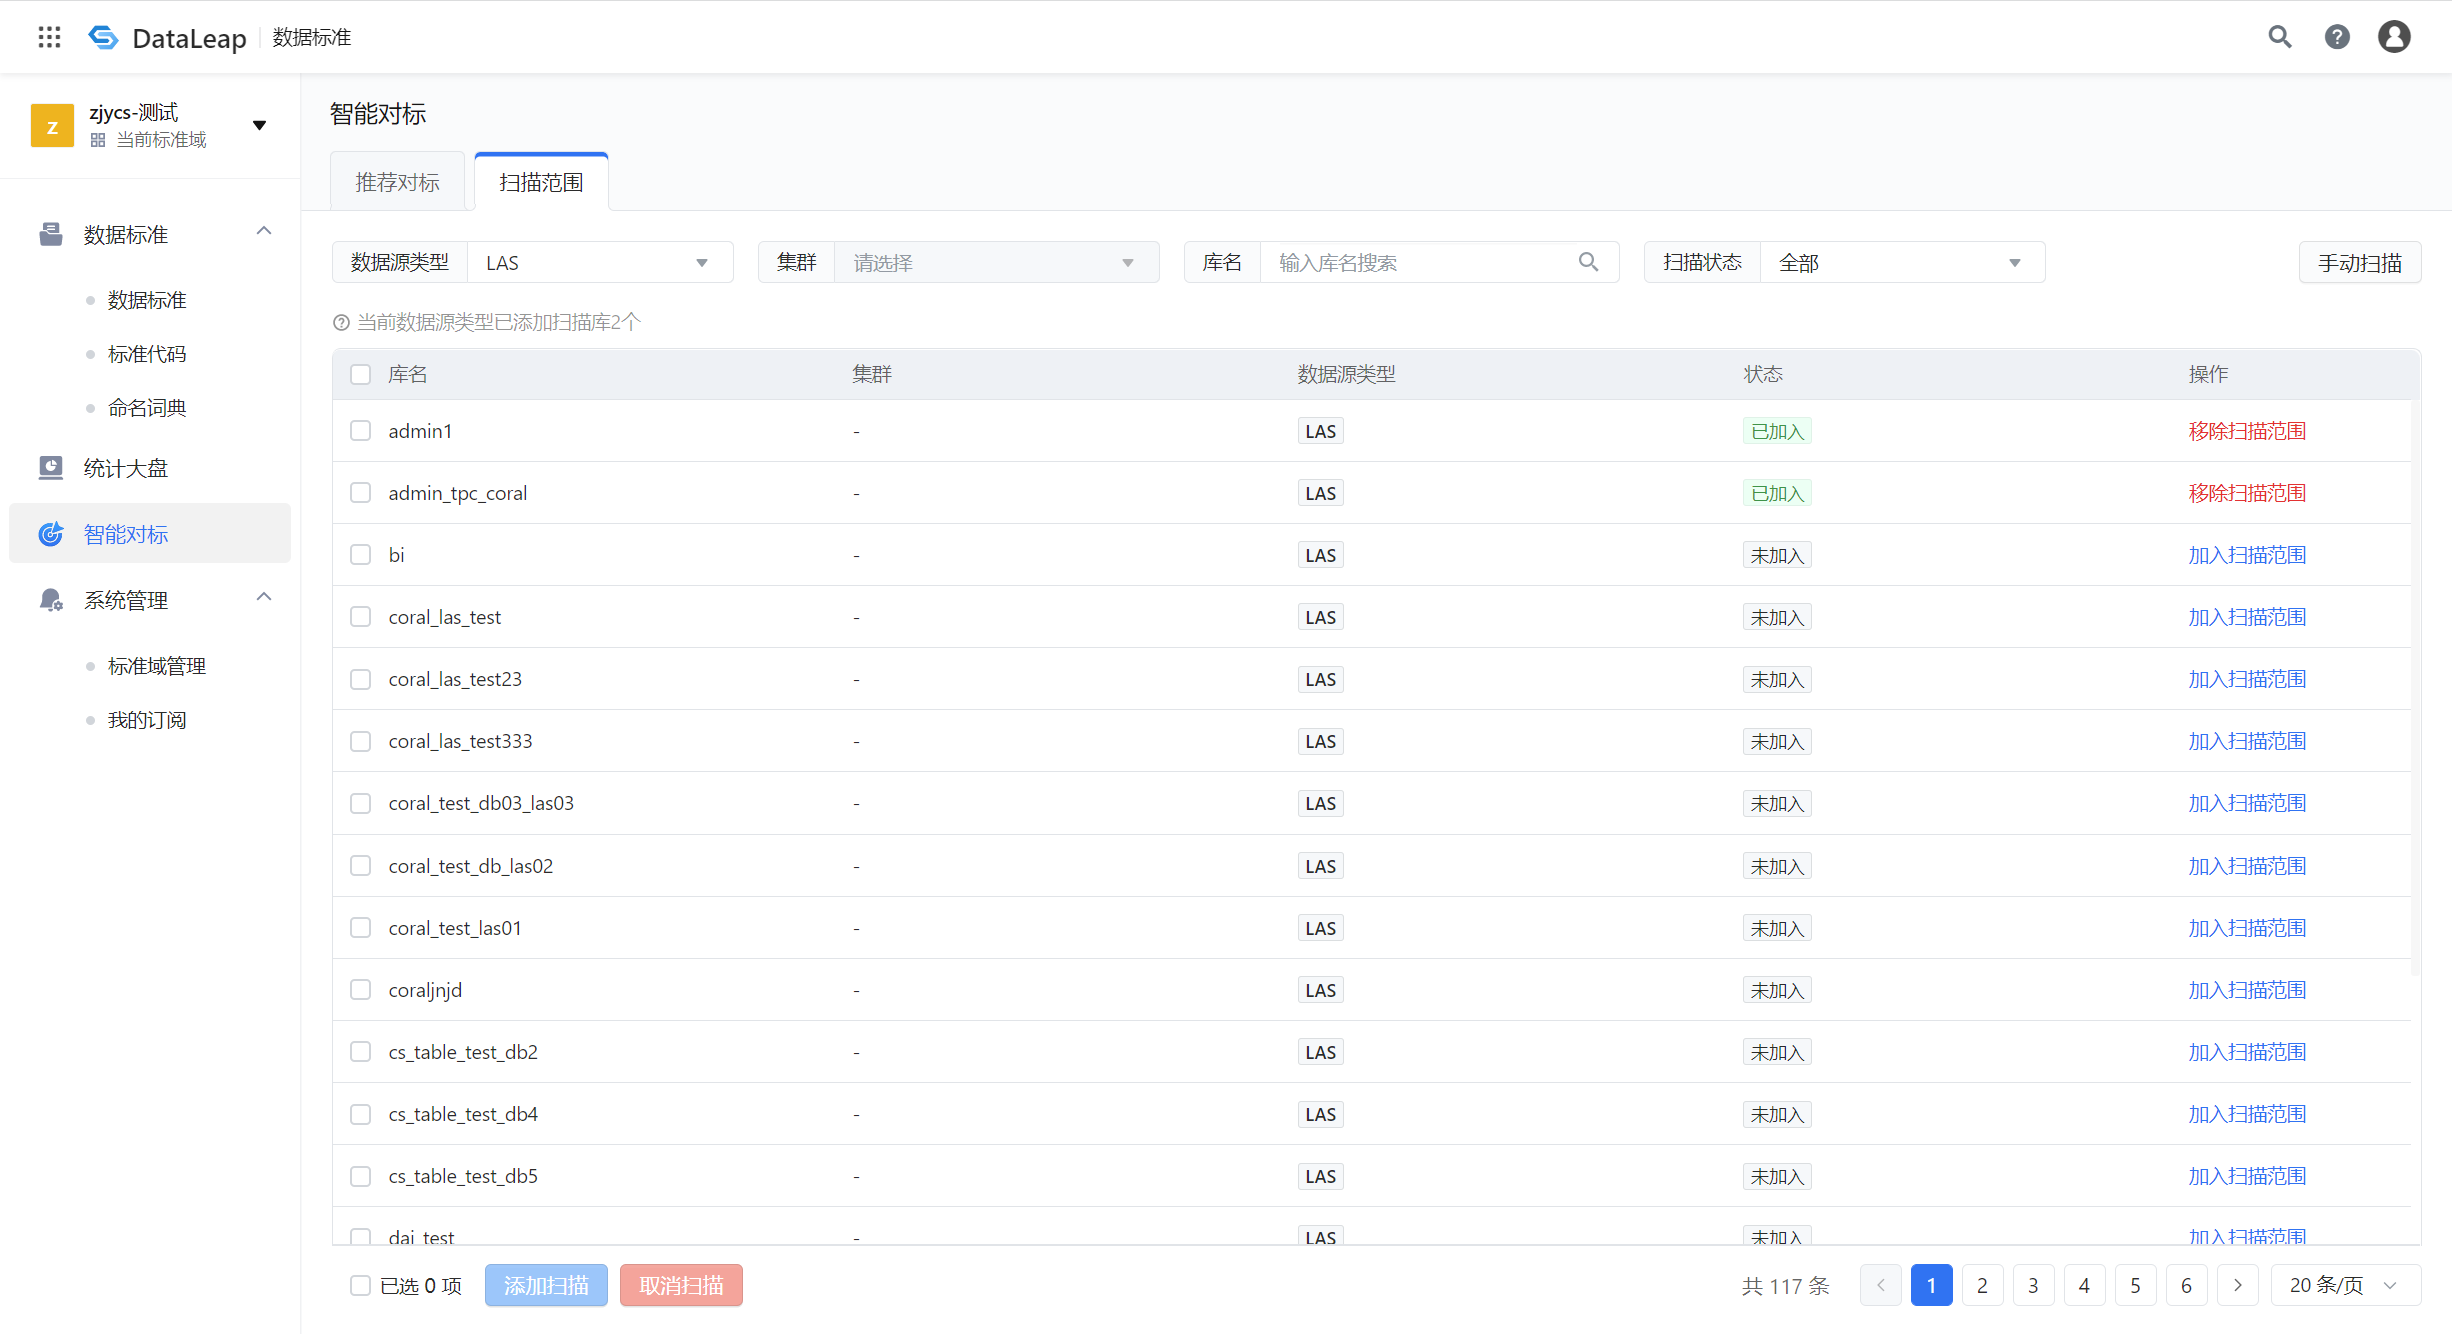 DataLeap 数据标准
z
zjycs-测试
当前标准域
数据标准
数据标准
标准代码
命名词典
统计大盘
智能对标
系统管理
标准域管理
我的订阅
智能对标
推荐对标 扫描范围
数据源类型 LAS 集群 请选择 库名 输入库名搜索 扫描状态 全部 手动扫描
当前数据源类型已添加扫描库2个
库名 集群 数据源类型 状态 操作
admin1 - LAS 已加入 移除扫描范围
admin_tpc_coral - LAS 已加入 移除扫描范围
bi - LAS 未加入 加入扫描范围
coral_las_test - LAS 未加入 加入扫描范围
coral_las_test23 - LAS 未加入 加入扫描范围
coral_las_test333 - LAS 未加入 加入扫描范围
coral_test_db03_las03 - LAS 未加入 加入扫描范围
coral_test_db_las02 - LAS 未加入 加入扫描范围
coral_test_las01 - LAS 未加入 加入扫描范围
coraljnjd - LAS 未加入 加入扫描范围
cs_table_test_db2 - LAS 未加入 加入扫描范围
cs_table_test_db4 - LAS 未加入 加入扫描范围
cs_table_test_db5 - LAS 未加入 加入扫描范围
dai_test - LAS 未加入 加入扫描范围
已选 0 项 添加扫描 取消扫描 共 117 条 1 2 3 4 5 6 20 条/页